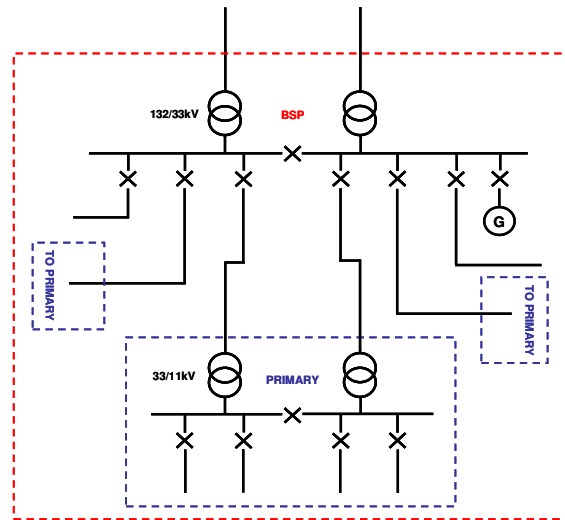 132/33kV
BSP
G
TO PRIMARY
TO PRIMARY
33/11kV
PRIMARY